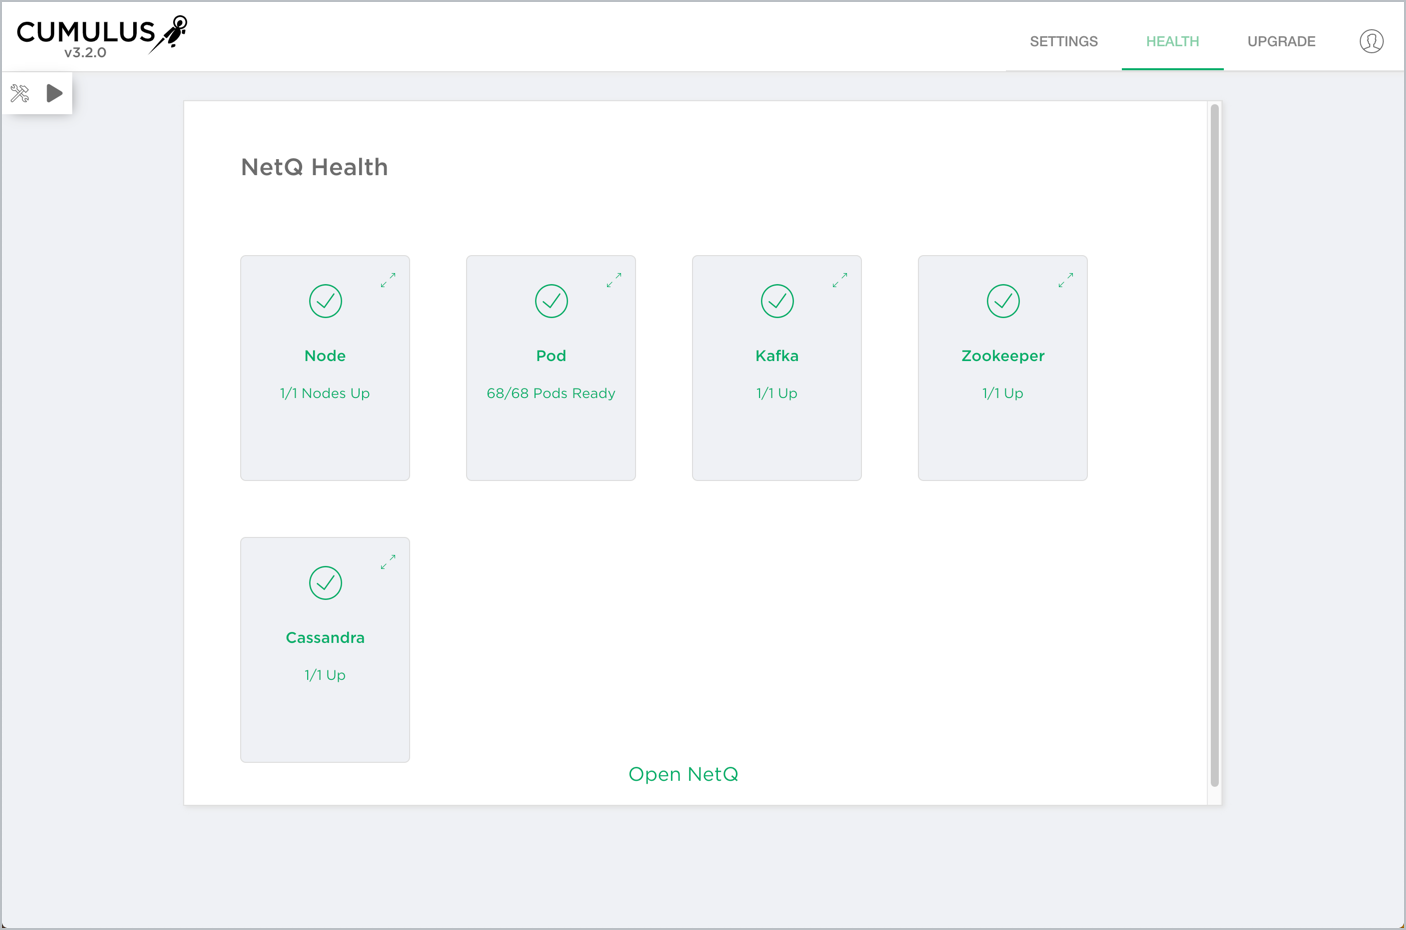 CUMULUS
v3.2.0
SETTINGS
HEALTH
UPGRADE
NetQ Health
Node
1/1 Nodes Up
Pod
68/68 Pods Ready
Kafka
1/1 Up
Zookeeper
1/1 Up
Cassandra
1/1 Up
Open NetQ